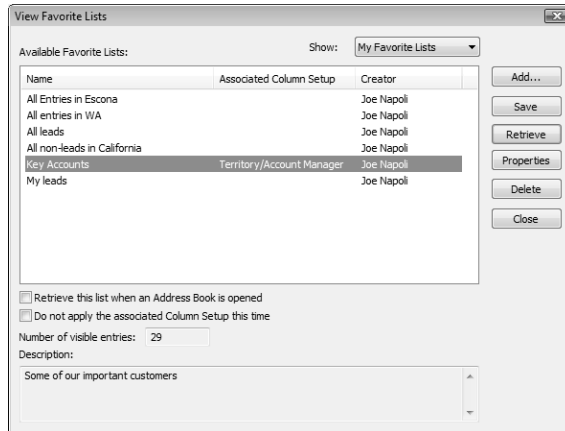 View Favorite Lists
Available Favorite Lists:
Show: My Favorite Lists
Name Associated Column Setup Creator
All Entries in Escona Joe Napoli
All entries in WA Joe Napoli
All leads Joe Napoli
All non-leads in California Joe Napoli
Key Accounts Territory/Account Manager Joe Napoli
My leads Joe Napoli
Add...
Save
Retrieve
Properties
Delete
Close
Retrieve this list when an Address Book is opened
Do not apply the associated Column Setup this time
Number of visible entries: 29
Description:
Some of our important customers